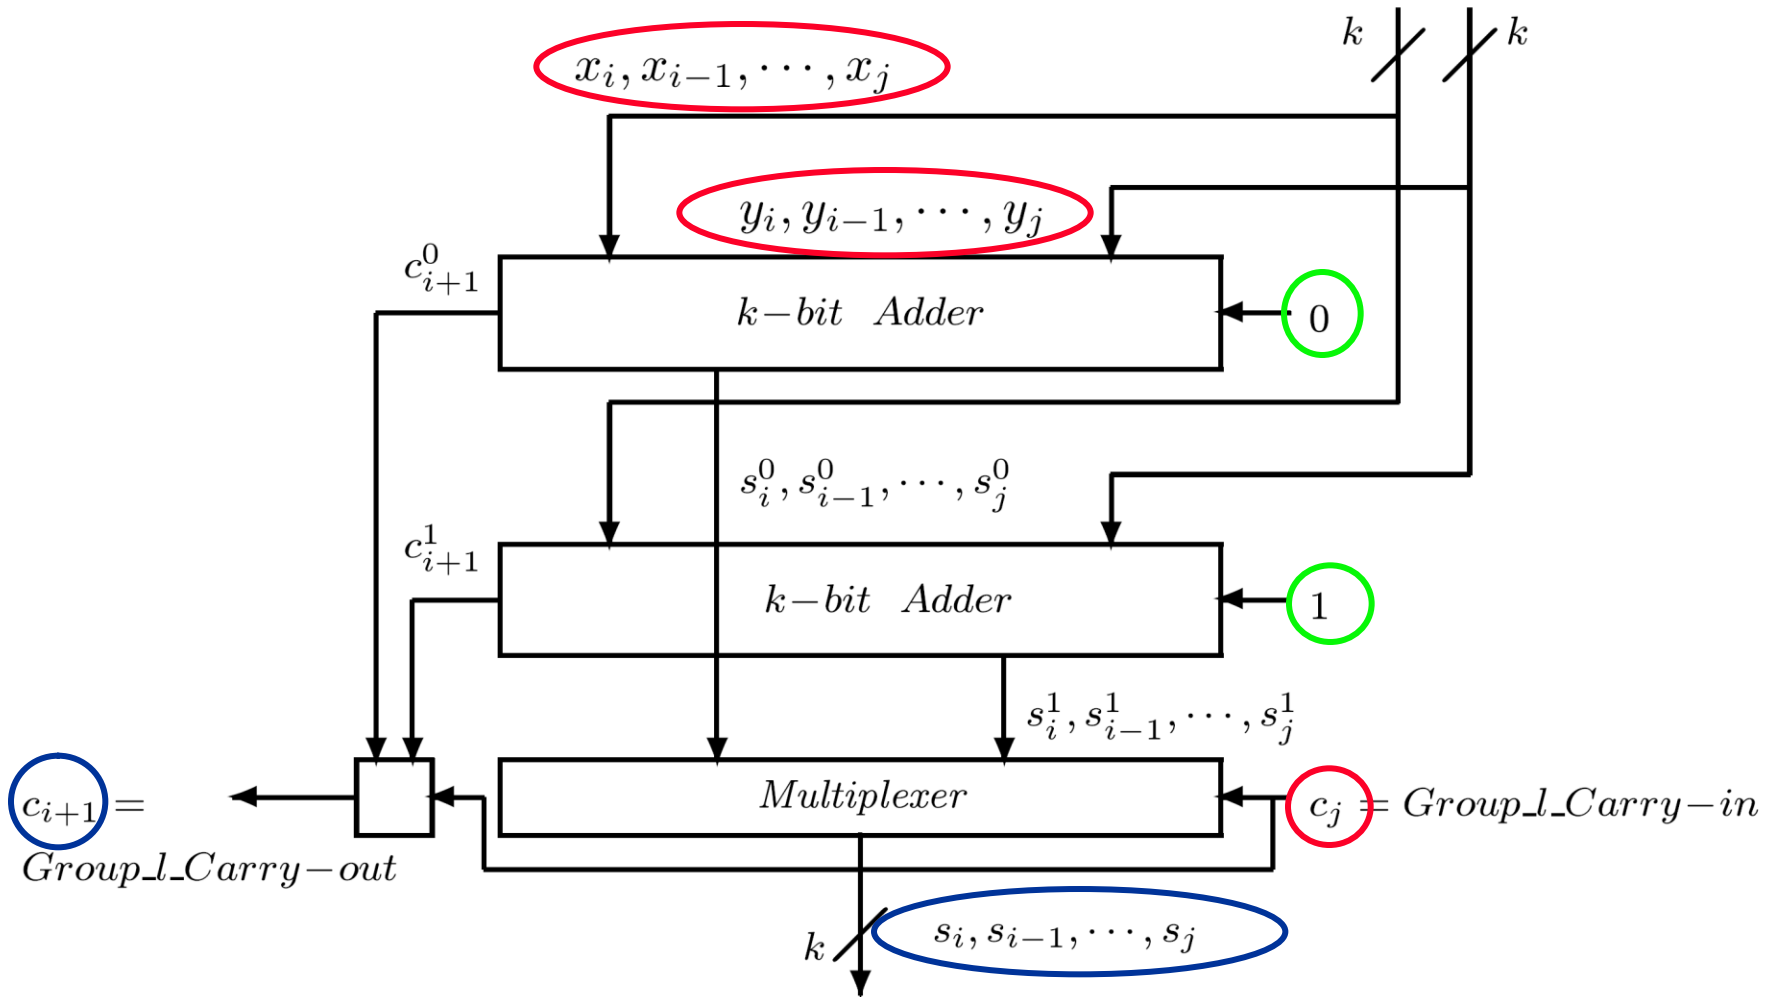 k k
x_i, x_{i-1}, ⋯, x_j
y_i, y_{i-1}, ⋯, y_j
c^0_{i+1}
k-bit Adder
0
s^0_i, s^0_{i-1}, ⋯, s^0_j
c^1_{i+1}
k-bit Adder
1
s^1_i, s^1_{i-1}, ⋯, s^1_j
c_{i+1} =
Group_l_Carry-out
Multiplexer
c_j = Group_l_Carry-in
k
s_i, s_{i-1}, ⋯, s_j